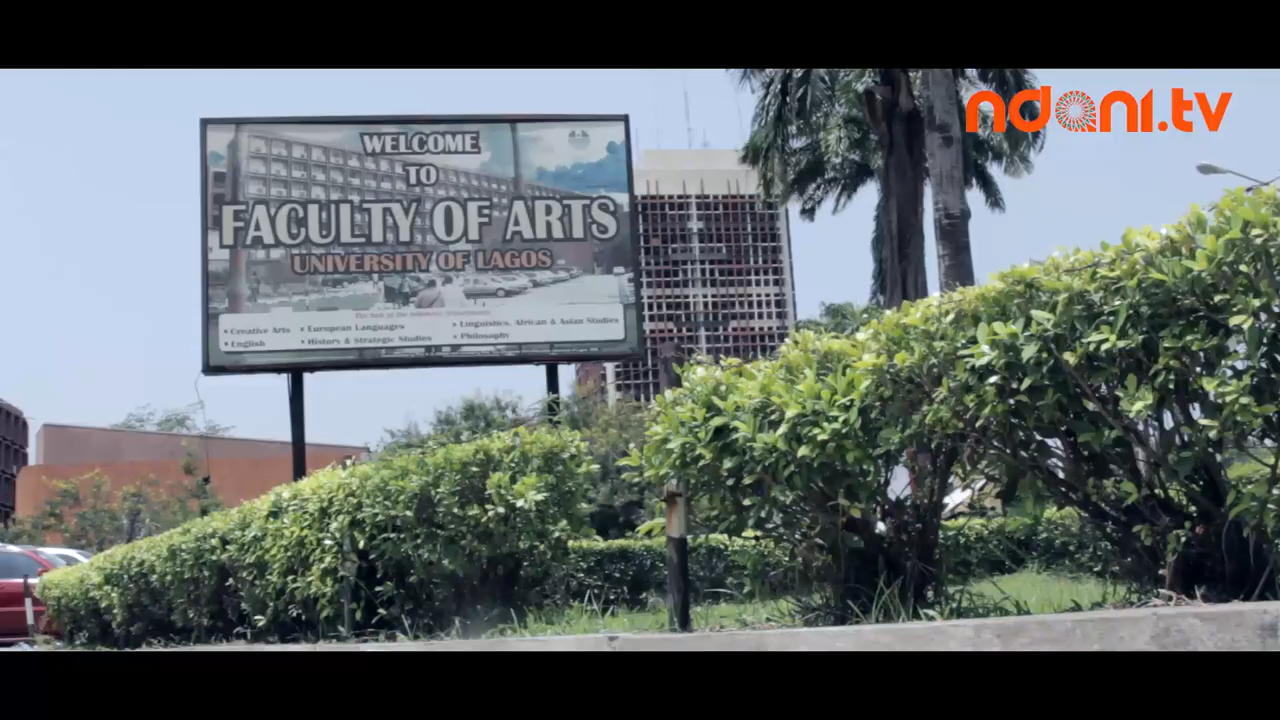 ndani.tv
WELCOME
TO
FACULTY OF ARTS
UNIVERSITY OF LAGOS
Creative Arts
English
European Languages
History & Strategic Studies
Linguistics, African & Asian Studies
Philosophy